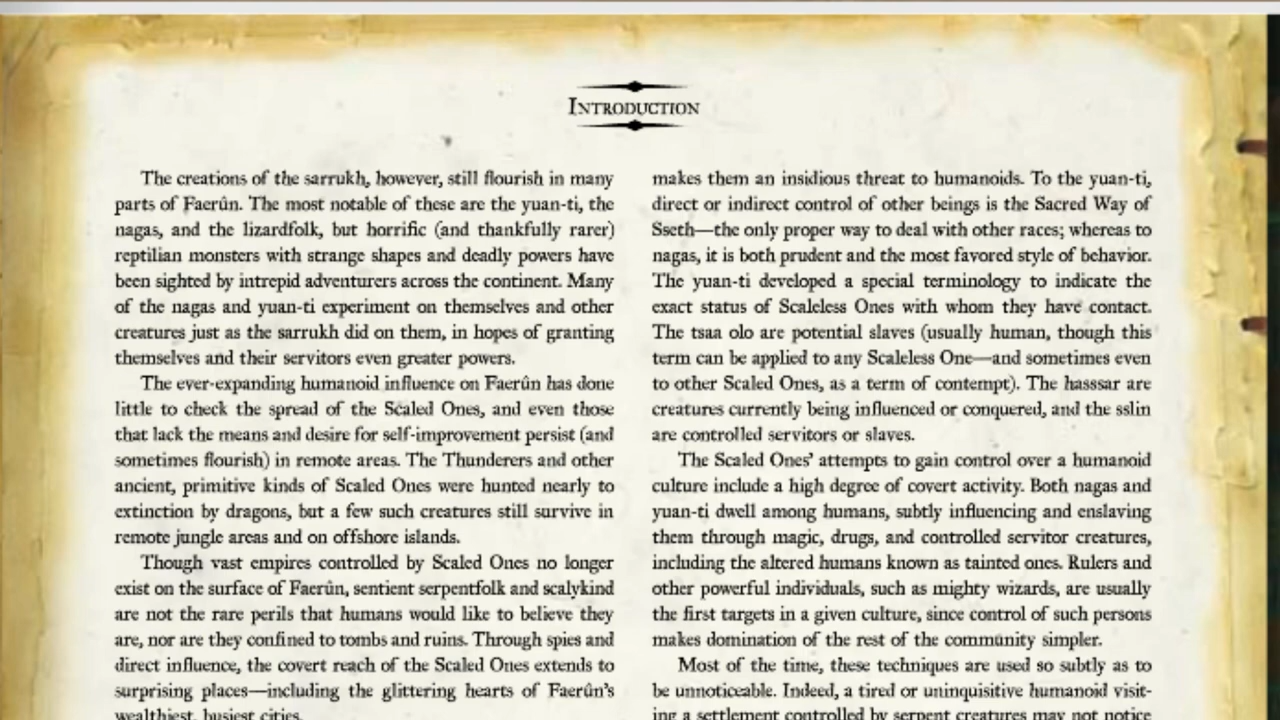 Introduction
The creations of the sarrukh, however, still flourish in many
parts of Faerûn. The most notable of these are the yuan-ti, the
nagas, and the lizardfolk, but horrific (and thankfully rarer)
reptilian monsters with strange shapes and deadly powers have
been sighted by intrepid adventurers across the continent. Many
of the nagas and yuan-ti experiment on themselves and other
creatures just as the sarrukh did on them, in hopes of granting
themselves and their servitors even greater powers.
The ever-expanding humanoid influence on Faerûn has done
little to check the spread of the Scaled Ones, and even those
that lack the means and desire for self-improvement persist (and
sometimes flourish) in remote areas. The Thunderers and other
ancient, primitive kinds of Scaled Ones were hunted nearly to
extinction by dragons, but a few such creatures still survive in
remote jungle areas and on offshore islands.
Though vast empires controlled by Scaled Ones no longer
exist on the surface of Faerûn, sentient serpentfolk and scalykind
are not the rare perils that humans would like to believe they
are, nor are they confined to tombs and ruins. Through spies and
direct influence, the covert reach of the Scaled Ones extends to
surprising places—including the glittering hearts of Faerûn's
wealthiest, busiest cities.
makes them an insidious threat to humanoids. To the yuan-ti,
direct or indirect control of other beings is the Sacred Way of
Sseth—the only proper way to deal with other races; whereas to
nagas, it is both prudent and the most favored style of behavior.
The yuan-ti developed a special terminology to indicate the
exact status of Scaleless Ones with whom they have contact.
The tsaa olo are potential slaves (usually human, though this
term can be applied to any Scaleless One—and sometimes even
to other Scaled Ones, as a term of contempt). The hasssar are
creatures currently being influenced or conquered, and the sslin
are controlled servitors or slaves.
The Scaled Ones' attempts to gain control over a humanoid
culture include a high degree of covert activity. Both nagas and
yuan-ti dwell among humans, subtly influencing and enslaving
them through magic, drugs, and controlled servitor creatures,
including the altered humans known as tainted ones. Rulers and
other powerful individuals, such as mighty wizards, are usually
the first targets in a given culture, since control of such persons
makes domination of the rest of the community simpler.
Most of the time, these techniques are used so subtly as to
be unnoticeable. Indeed, a tired or uninquisitive humanoid visit-
ing a settlement controlled by serpent creatures may not notice